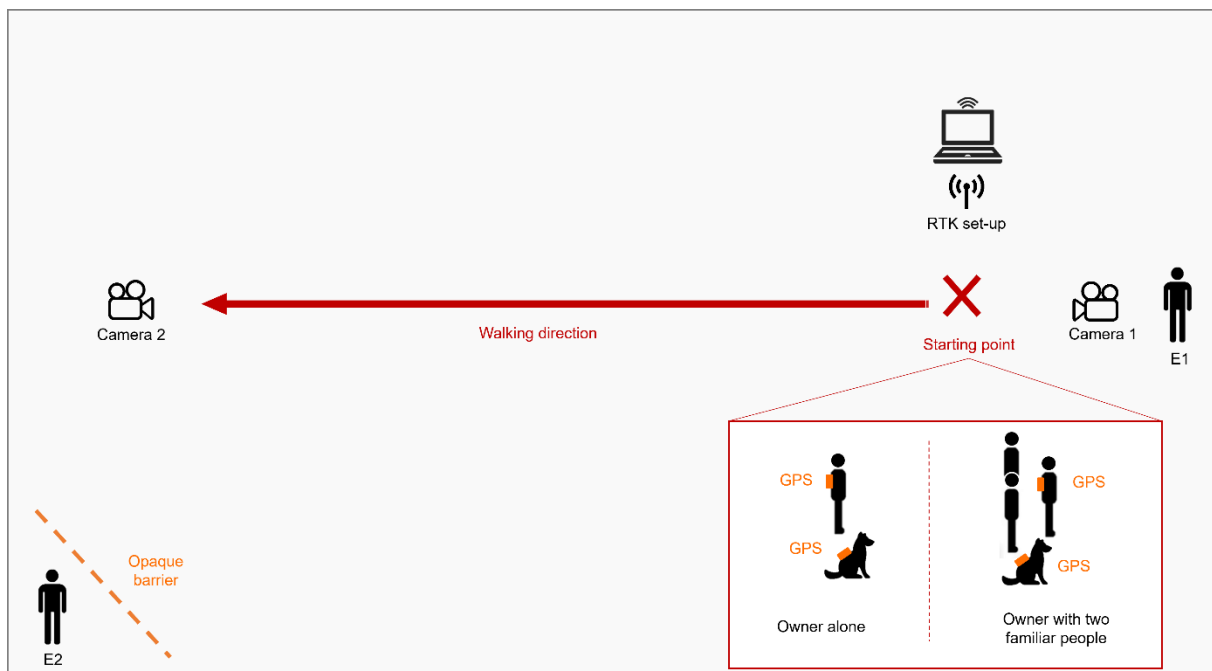 RTK set-up
Camera 2
Walking direction
Starting point
Camera 1
E1
GPS
GPS
GPS
GPS
Owner alone
Owner with two
familiar people
Opaque
barrier
E2